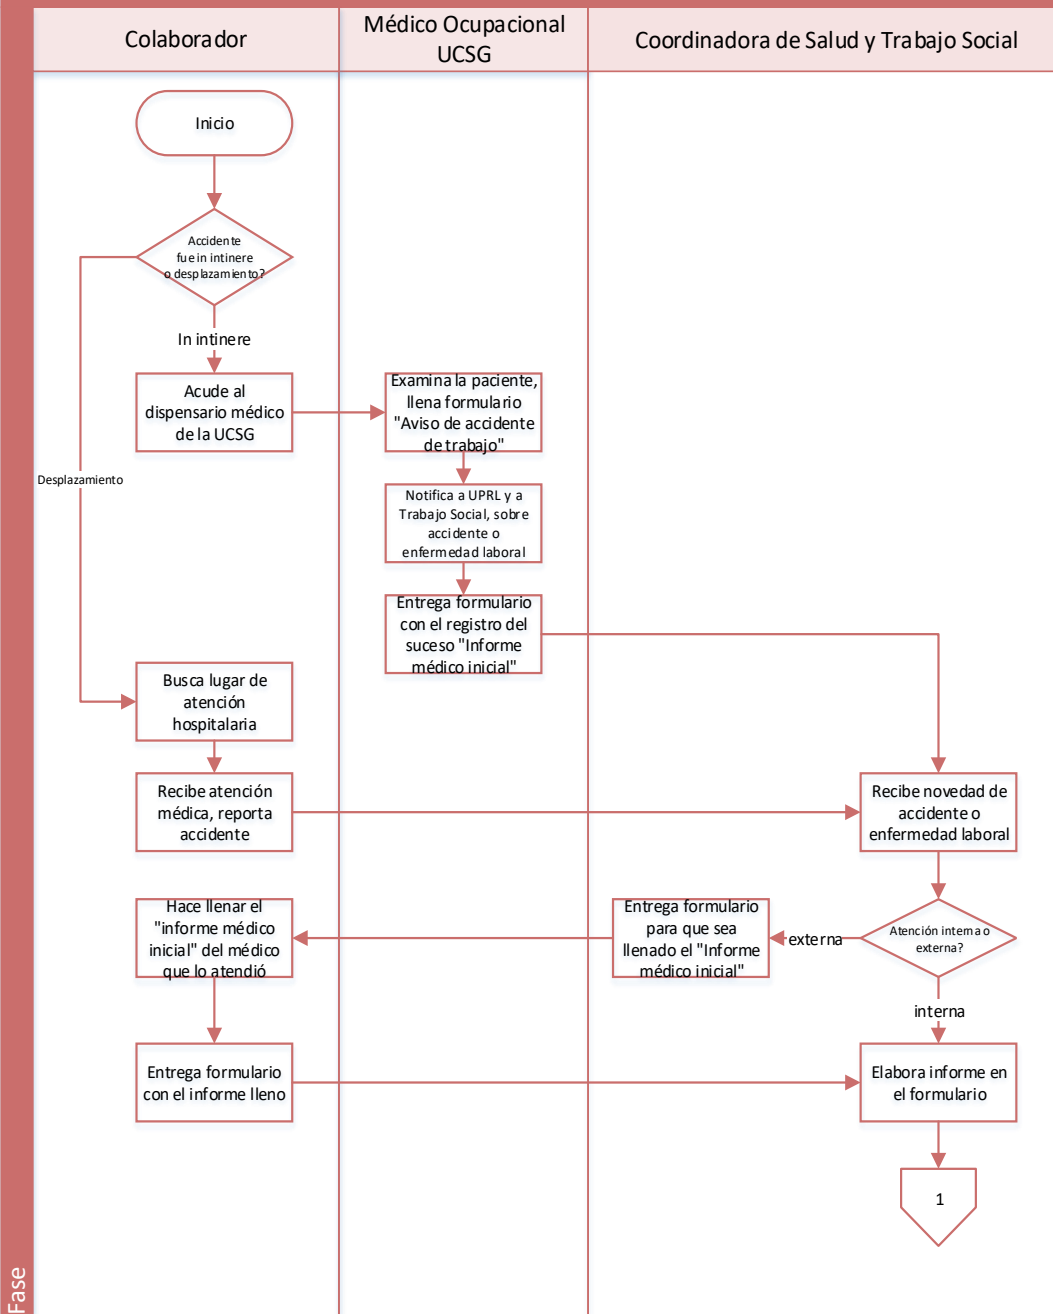 Colaborador
Médico Ocupacional
UCSG
Coordinadora de Salud y Trabajo Social
Inicio
Accidente
fue in intinere
o desplazamiento?
In intinere
Acude al
dispensario médico
de la UCSG
Examina la paciente,
llena formulario
"Aviso de accidente
de trabajo"
Desplazamiento
Notifica a UPRL y a
Trabajo Social, sobre
accidente o
enfermedad laboral
Entrega formulario
con el registro del
suceso "Informe
médico inicial"
Busca lugar de
atención
hospitalaria
Recibe atención
médica, reporta
accidente
Recibe novedad de
accidente o
enfermedad laboral
Hace llenar el
"informe médico
inicial" del médico
que lo atendió
Entrega formulario
para que sea
llenado el "Informe
médico inicial"
externa
Atención interna o
externa?
interna
Entrega formulario
con el informe lleno
Elabora informe en
el formulario
1
Fase